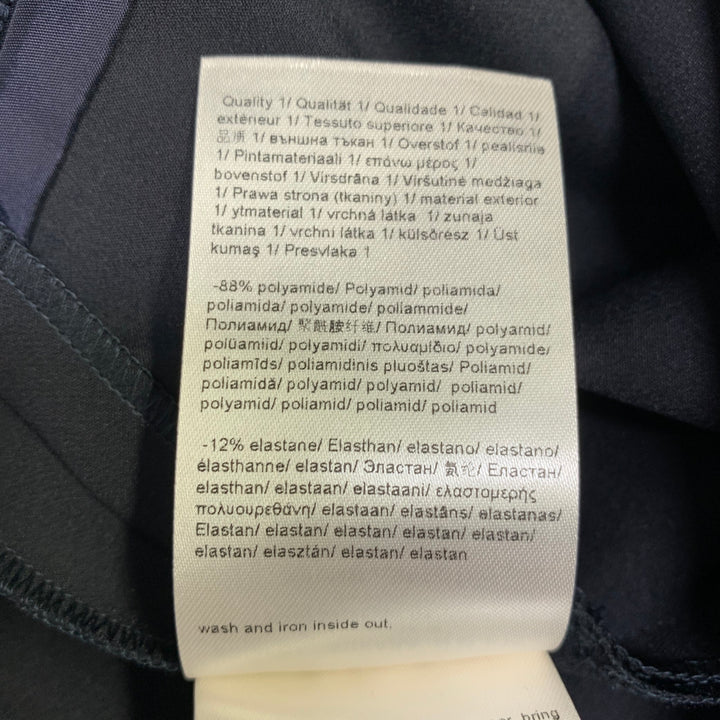 Quality 1/ Qualität 1/ Qualidade 1/ Calidad 1/
extérieur 1/ Tessuto superiore 1/ Качество 1/
品质 1/ външна тъкан 1/ Overstof 1/ pealisriie
1/ Pintamateriaali 1/ επάνω μέρος 1/
bovenstof 1/ Virsdrāna 1/ Viršutinė medžiaga
1/ Prawa strona (tkaniny) 1/ material exterior
1/ ytmaterial 1/ vrchná látka 1/ zunaja
tkanina 1/ vrchní látka 1/ külsőrész 1/ Üst
kumaş 1/ Presvlaka 1
-88% polyamide/ Polyamid/ poliamida/
poliamida/ polyamide/ poliammide/
Полиамид/ 聚酰胺纤维/ Полиамид/ polyamid/
polüamiid/ polyamidi/ πολυαμίδιο/ polyamide/
poliamīds/ poliamidinis pluoštas/ Poliamid/
poliamidă/ polyamid/ polyamid/ poliamid/
polyamid/ poliamid/ poliamid/ poliamid
-12% elastane/ Elasthan/ elastano/ elastano/
élasthanne/ elastan/ Эластан/ 氨纶/ Еластан/
elasthan/ elastaan/ elastaani/ ελαστομερής
πολυουρεθάνη/ elastaan/ elastāns/ elastanas/
Elastan/ elastan/ elastan/ elastan/ elastan/
elastan/ elasztán/ elastan/ elastan
wash and iron inside out.
bring